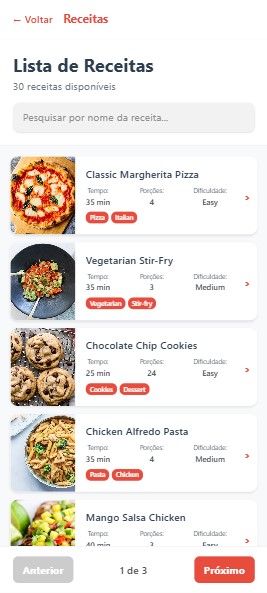 ← Voltar Receitas
Lista de Receitas
30 receitas disponíveis
Pesquisar por nome da receita...
Classic Margherita Pizza
Tempo: Porções: Dificuldade:
35 min 4 Easy
Pizza Italian
>
Vegetarian Stir-Fry
Tempo: Porções: Dificuldade:
35 min 3 Medium
Vegetarian Stir-fry
>
Chocolate Chip Cookies
Tempo: Porções: Dificuldade:
25 min 24 Easy
Cookies Dessert
>
Chicken Alfredo Pasta
Tempo: Porções: Dificuldade:
35 min 4 Medium
Pasta Chicken
>
Mango Salsa Chicken
Tempo: Porções: Dificuldade:
40 min 3 Easy
>
Anterior 1 de 3 Próximo